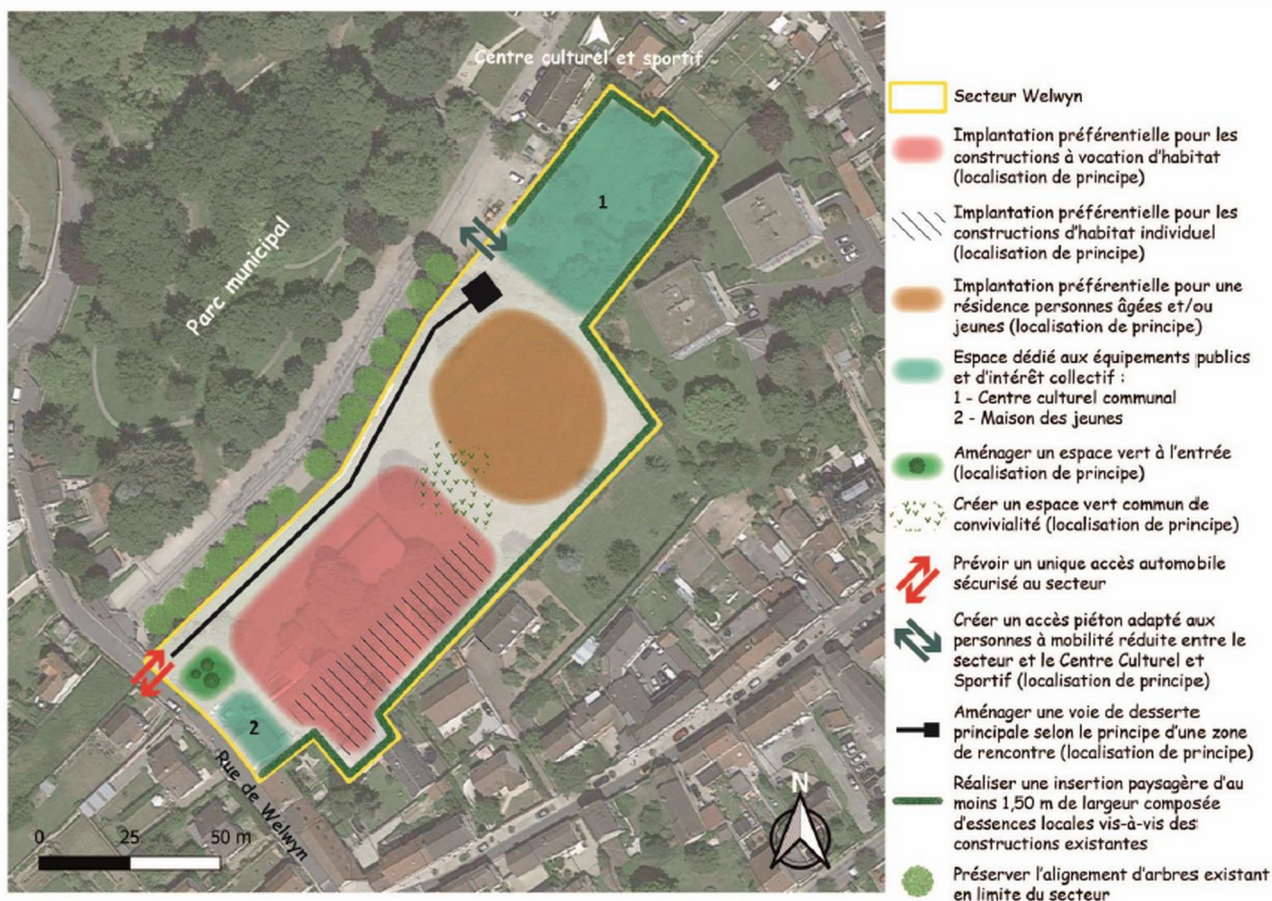 Centre culturel et sportif
Parc municipal
1
2
Rue de Welwyn
0 25 50 m
N
Secteur Welwyn
Implantation préférentielle pour les
constructions à vocation d'habitat
(localisation de principe)
Implantation préférentielle pour les
constructions d'habitat individuel
(localisation de principe)
Implantation préférentielle pour une
résidence personnes âgées et/ou
jeunes (localisation de principe)
Espace dédié aux équipements publics
et d'intérêt collectif :
1 - Centre culturel communal
2 - Maison des jeunes
Aménager un espace vert à l'entrée
(localisation de principe)
Créer un espace vert commun de
convivialité (localisation de principe)
Prévoir un unique accès automobile
sécurisé au secteur
Créer un accès piéton adapté aux
personnes à mobilité réduite entre le
secteur et le Centre Culturel et
Sportif (localisation de principe)
Aménager une voie de desserte
principale selon le principe d'une zone
de rencontre (localisation de principe)
Réaliser une insertion paysagère d'au
moins 1,50 m de largeur composée
d'essences locales vis-à-vis des
constructions existantes
Préserver l'alignement d'arbres existant
en limite du secteur